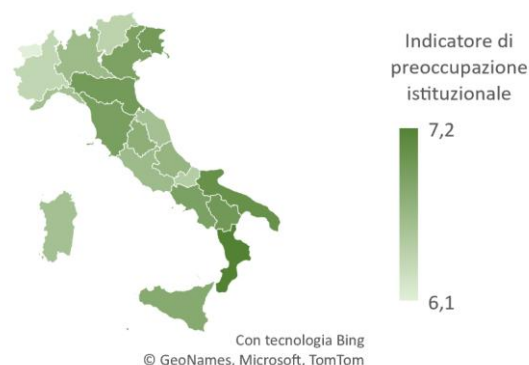 Indicatore di
preoccupazione
istituzionale
7,2
6,1
Con tecnologia Bing
© GeoNames, Microsoft, TomTom